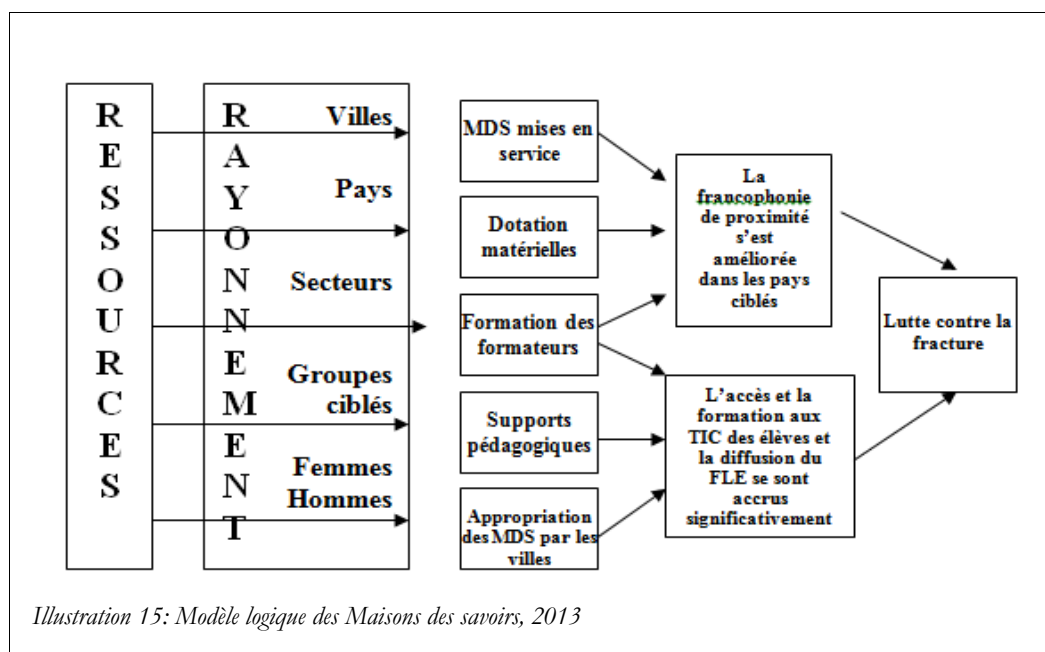 RESSOURCES
RAYONNEMENT
Villes
Pays
Secteurs
Groupes
ciblés
Femmes
Hommes
MDS mises en
service
Dotation
matérielles
Formation des
formateurs
Supports
pédagogiques
Appropriation
des MDS par les
villes
La
francophonie
de proximité
s’est
améliorée
dans les pays
ciblés
L’accès et la
formation aux
TIC des élèves et
la diffusion du
FLE se sont
accrus
significativement
Lutte contre la
fracture
Illustration 15: Modèle logique des Maisons des savoirs, 2013